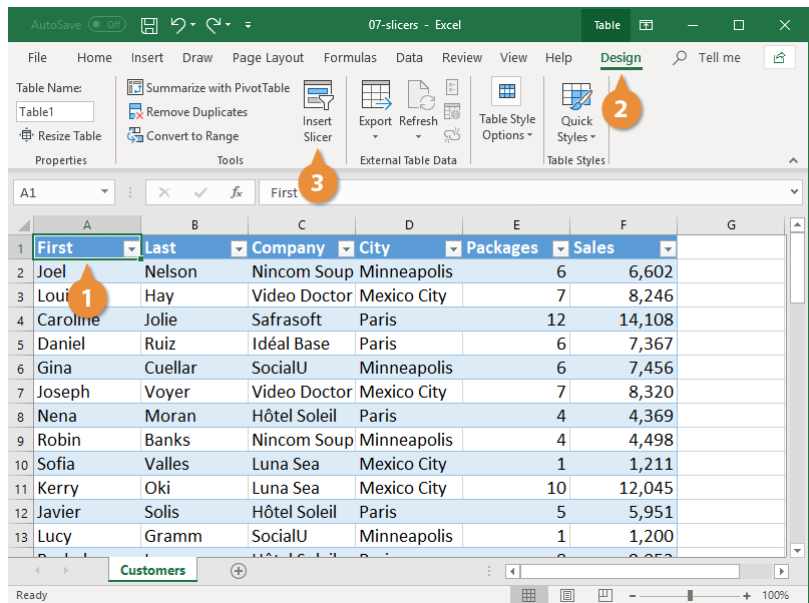 AutoSave Off 07-slicers - Excel Table
File Home Insert Draw Page Layout Formulas Data Review View Help Design Tell me
Table Name: Summarize with PivotTable
Table1 Remove Duplicates Insert Slicer Export Refresh Table Style Options Quick Styles
Resize Table Convert to Range
Properties Tools External Table Data Table Styles
2
3
A1 fx First
A B C D E F G
1 First Last Company City Packages Sales
2 Joel Nelson Nincom Soup Minneapolis 6 6,602
3 Hay Video Doctor Mexico City 7 8,246
1
4 Caroline Jolie Safrasoft Paris 12 14,108
5 Daniel Ruiz Idéal Base Paris 6 7,367
6 Gina Cuellar SocialU Minneapolis 6 7,456
7 Joseph Voyer Video Doctor Mexico City 7 8,320
8 Nena Moran Hôtel Soleil Paris 4 4,369
9 Robin Banks Nincom Soup Minneapolis 4 4,498
10 Sofia Valles Luna Sea Mexico City 1 1,211
11 Kerry Oki Luna Sea Mexico City 10 12,045
12 Javier Solis Hôtel Soleil Paris 5 5,951
13 Lucy Gramm SocialU Minneapolis 1 1,200
Customers
Ready 100%